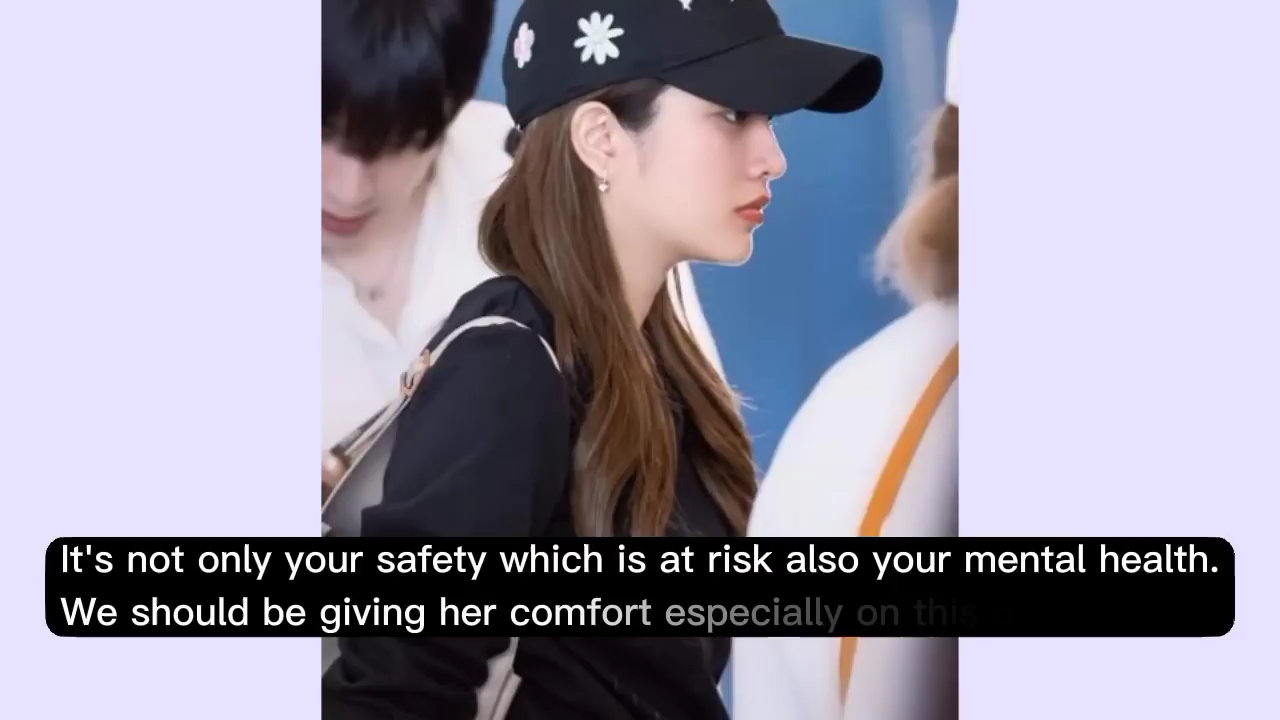 It's not only your safety which is at risk also your mental health.
We should be giving her comfort especially on this